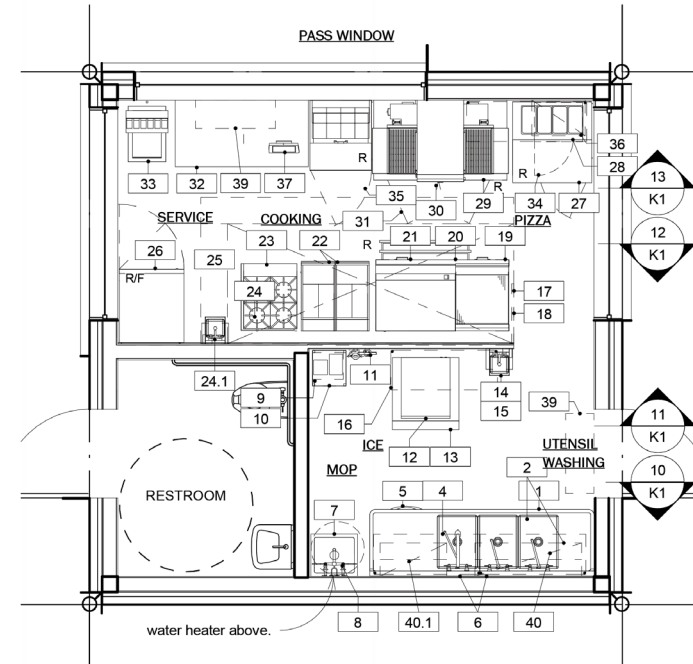 PASS WINDOW
36
R
28
13
K1
33
32
39
37
35
30
29
R
34
R
27
31
SERVICE
COOKING
PIZZA
12
K1
26
25
23
22
R
21
20
19
R/F
24
17
18
24.1
9
11
14
10
15
39
16
11
K1
ICE
12
13
UTENSIL
WASHING
MOP
2
10
K1
RESTROOM
5
4
1
7
8
40.1
6
40
water heater above.